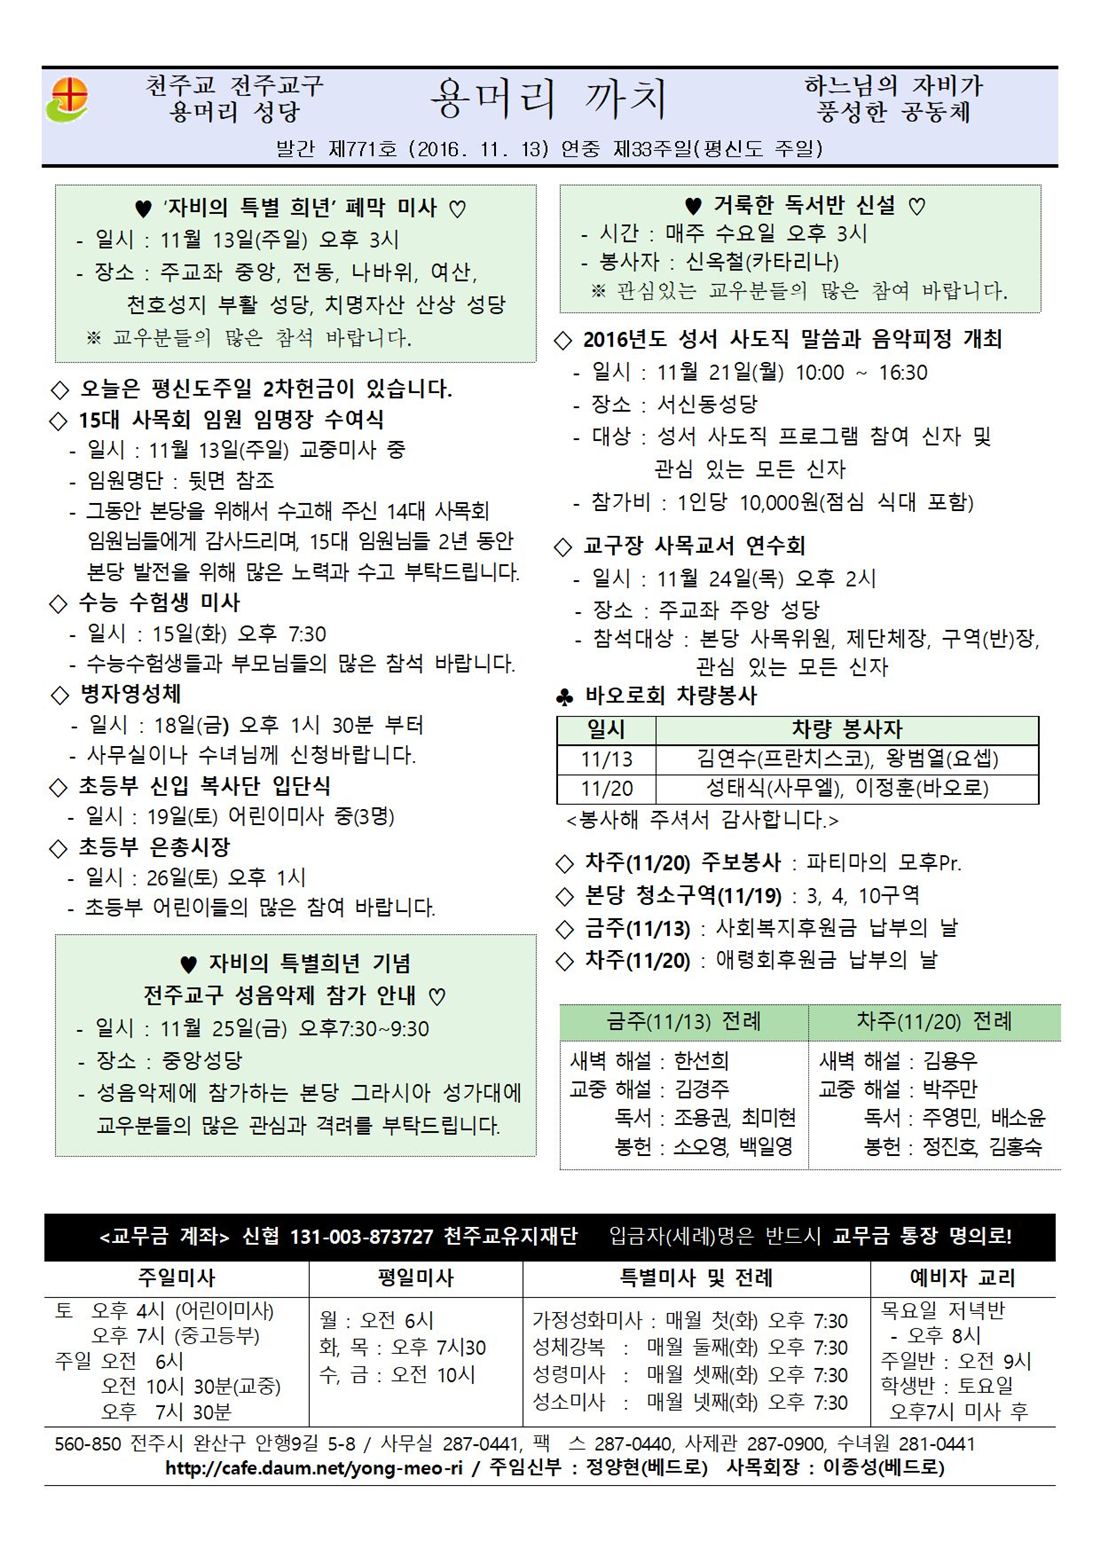 천주교 전주교구
용머리 성당
용머리 까치
하느님의 자비가
풍성한 공동체
발간 제771호 (2016. 11. 13) 연중 제33주일(평신도 주일)
♥ '자비의 특별 희년' 폐막 미사 ♡
- 일시 : 11월 13일(주일) 오후 3시
- 장소 : 주교좌 중앙, 전동, 나바위, 여산,
천호성지 부활 성당, 치명자산 산상 성당
※ 교우분들의 많은 참석 바랍니다.
◇ 오늘은 평신도주일 2차헌금이 있습니다.
◇ 15대 사목회 임원 임명장 수여식
- 일시 : 11월 13일(주일) 교중미사 중
- 임원명단 : 뒷면 참조
- 그동안 본당을 위해서 수고해 주신 14대 사목회
임원님들에게 감사드리며, 15대 임원님들 2년 동안
본당 발전을 위해 많은 노력과 수고 부탁드립니다.
◇ 수능 수험생 미사
- 일시 : 15일(화) 오후 7:30
- 수능수험생들과 부모님들의 많은 참석 바랍니다.
◇ 병자영성체
- 일시 : 18일(금) 오후 1시 30분 부터
- 사무실이나 수녀님께 신청바랍니다.
◇ 초등부 신입 복사단 입단식
- 일시 : 19일(토) 어린이미사 중(3명)
◇ 초등부 은총시장
- 일시 : 26일(토) 오후 1시
- 초등부 어린이들의 많은 참여 바랍니다.
♥ 자비의 특별희년 기념
전주교구 성음악제 참가 안내 ♡
- 일시 : 11월 25일(금) 오후7:30~9:30
- 장소 : 중앙성당
- 성음악제에 참가하는 본당 그라시아 성가대에
교우분들의 많은 관심과 격려를 부탁드립니다.
♥ 거룩한 독서반 신설 ♡
- 시간 : 매주 수요일 오후 3시
- 봉사자 : 신옥철(카타리나)
※ 관심있는 교우분들의 많은 참여 바랍니다.
◇ 2016년도 성서 사도직 말씀과 음악피정 개최
- 일시 : 11월 21일(월) 10:00 ~ 16:30
- 장소 : 서신동성당
- 대상 : 성서 사도직 프로그램 참여 신자 및
관심 있는 모든 신자
- 참가비 : 1인당 10,000원(점심 식대 포함)
◇ 교구장 사목교서 연수회
- 일시 : 11월 24일(목) 오후 2시
- 장소 : 주교좌 주앙 성당
- 참석대상 : 본당 사목위원, 제단체장, 구역(반)장,
관심 있는 모든 신자
♣ 바오로회 차량봉사
일시 차량 봉사자
11/13 김연수(프란치스코), 왕범열(요셉)
11/20 성태식(사무엘), 이정훈(바오로)
<봉사해 주셔서 감사합니다.>
◇ 차주(11/20) 주보봉사 : 파티마의 모후Pr.
◇ 본당 청소구역(11/19) : 3, 4, 10구역
◇ 금주(11/13) : 사회복지후원금 납부의 날
◇ 차주(11/20) : 애령회후원금 납부의 날
금주(11/13) 전례 차주(11/20) 전례
새벽 해설 : 한선희 새벽 해설 : 김용우
교중 해설 : 김경주 교중 해설 : 박주만
독서 : 조용권, 최미현 독서 : 주영민, 배소윤
봉헌 : 소오영, 백일영 봉헌 : 정진호, 김홍숙
<교무금 계좌> 신협 131-003-873727 천주교유지재단 입금자(세례)명은 반드시 교무금 통장 명의로!
주일미사 평일미사 특별미사 및 전례 예비자 교리
토 오후 4시 (어린이미사)
오후 7시 (중고등부)
주일 오전 6시
오전 10시 30분(교중)
오후 7시 30분
월 : 오전 6시
화, 목 : 오후 7시30
수, 금 : 오전 10시
가정성화미사 : 매월 첫(화) 오후 7:30
성체강복 : 매월 둘째(화) 오후 7:30
성령미사 : 매월 셋째(화) 오후 7:30
성소미사 : 매월 넷째(화) 오후 7:30
목요일 저녁반
- 오후 8시
주일반 : 오전 9시
학생반 : 토요일
오후7시 미사 후
560-850 전주시 완산구 안행9길 5-8 / 사무실 287-0441, 팩 스 287-0440, 사제관 287-0900, 수녀원 281-0441
http://cafe.daum.net/yong-meo-ri / 주임신부 : 정양현(베드로) 사목회장 : 이종성(베드로)